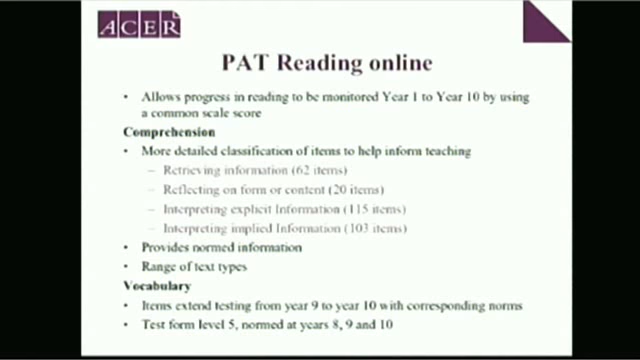 ACER
PAT Reading online
• Allows progress in reading to be monitored Year 1 to Year 10 by using
a common scale score
Comprehension
• More detailed classification of items to help inform teaching
– Retrieving information (62 items)
– Reflecting on form or content (20 items)
– Interpreting explicit Information (115 items)
– Interpreting implied Information (103 items)
• Provides normed information
• Range of text types
Vocabulary
• Items extend testing from year 9 to year 10 with corresponding norms
• Test form level 5, normed at years 8, 9 and 10